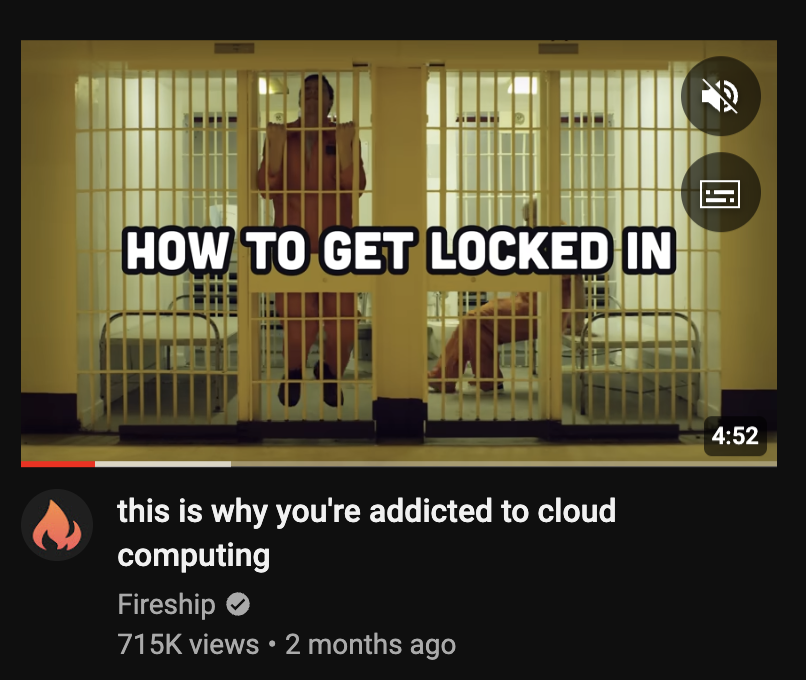 HOW TO GET LOCKED IN
4:52
this is why you're addicted to cloud
computing
Fireship
715K views • 2 months ago